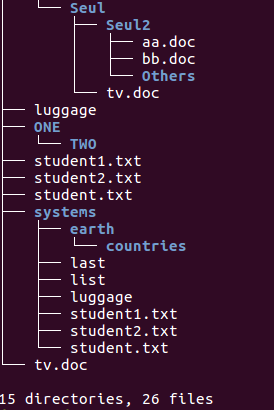 Seul
Seul2
aa.doc
bb.doc
Others
tv.doc
luggage
ONE
TWO
student1.txt
student2.txt
student.txt
systems
earth
countries
last
list
luggage
student1.txt
student2.txt
student.txt
tv.doc
15 directories, 26 files